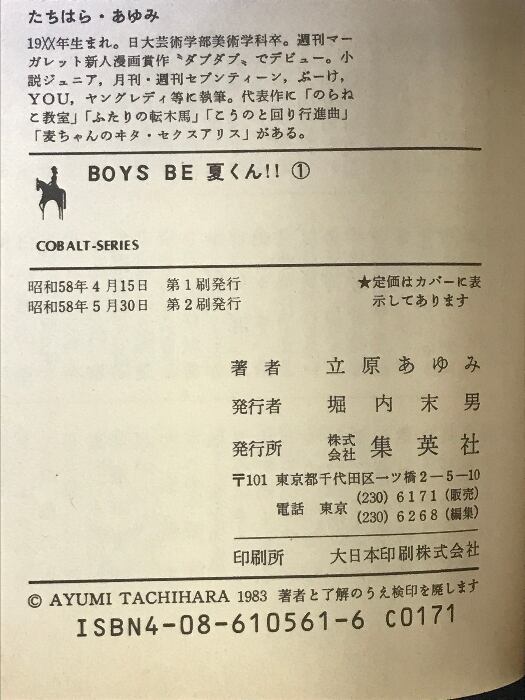 たちはら・あゆみ
19XX年生まれ。日大芸術学部美術学科卒。週刊マー
ガレット新人漫画賞作〝ダブダブ〟でデビュー。小
説ジュニア，月刊・週刊セブンティーン，ぶーけ，
YOU，ヤングレディ等に執筆。代表作に「のらね
こ教室」「ふたりの転木馬」「こうのと回り行進曲」
「麦ちゃんのヰタ・セクスアリス」がある。
BOYS BE 夏くん!! ①
COBALT-SERIES
昭和58年4月15日 第1刷発行
昭和58年5月30日 第2刷発行
★定価はカバーに表
示してあります
著者 立原あゆみ
発行者 堀内末男
発行所 株式会社 集英社
〒101 東京都千代田区一ツ橋2－5－10
電話 東京 (230) 6171 (販売)
(230) 6268 (編集)
印刷所 大日本印刷株式会社
© AYUMI TACHIHARA 1983 著者と了解のうえ検印を廃します
ISBN4-08-610561-6 C0171